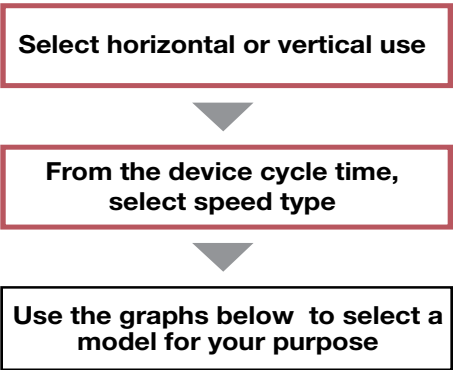 Select horizontal or vertical use
From the device cycle time,
select speed type
Use the graphs below to select a
model for your purpose